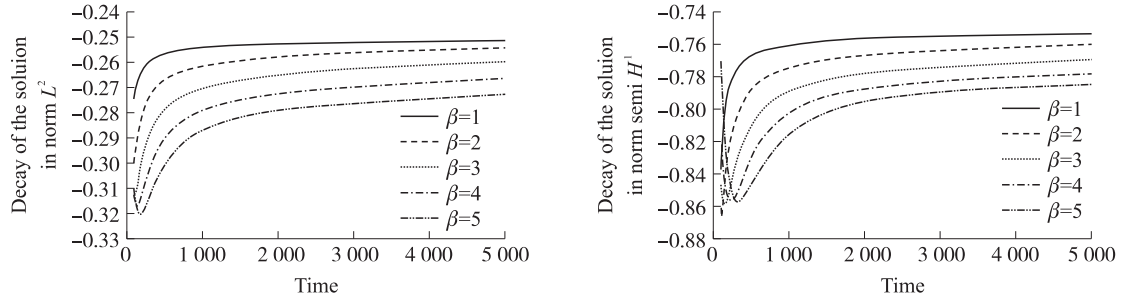 Decay of the soluion
in norm L²
−0.24
−0.25
−0.26
−0.27
−0.28
−0.29
−0.30
−0.31
−0.32
−0.33
β=1
β=2
β=3
β=4
β=5
0 1 000 2 000 3 000 4 000 5 000
Time
Decay of the soluion
in norm semi H¹
−0.74
−0.76
−0.78
−0.80
−0.82
−0.84
−0.86
−0.88
β=1
β=2
β=3
β=4
β=5
0 1 000 2 000 3 000 4 000 5 000
Time